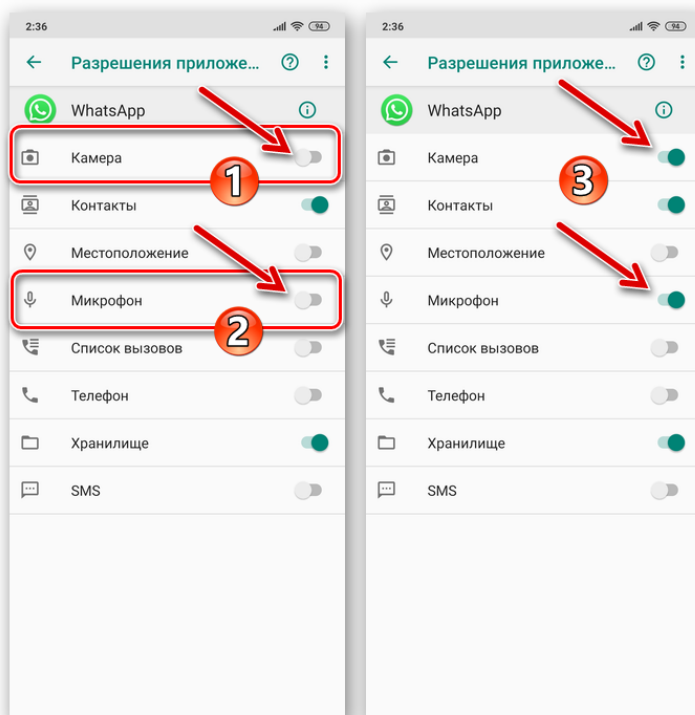 2:36
94
Разрешения приложе...
WhatsApp
Камера
1
Контакты
Местоположение
Микрофон
2
Список вызовов
Телефон
Хранилище
SMS
2:36
94
Разрешения приложе...
WhatsApp
Камера
3
Контакты
Местоположение
Микрофон
Список вызовов
Телефон
Хранилище
SMS